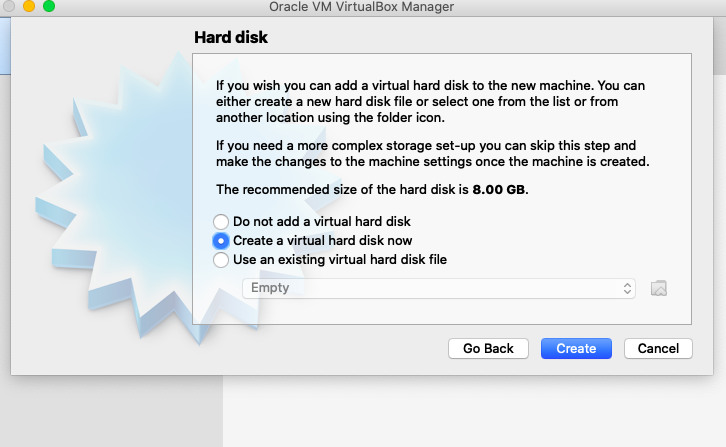 Oracle VM VirtualBox Manager
Hard disk
If you wish you can add a virtual hard disk to the new machine. You can
either create a new hard disk file or select one from the list or from
another location using the folder icon.
If you need a more complex storage set-up you can skip this step and
make the changes to the machine settings once the machine is created.
The recommended size of the hard disk is 8.00 GB.
Do not add a virtual hard disk
Create a virtual hard disk now
Use an existing virtual hard disk file
Empty
Go Back
Create
Cancel